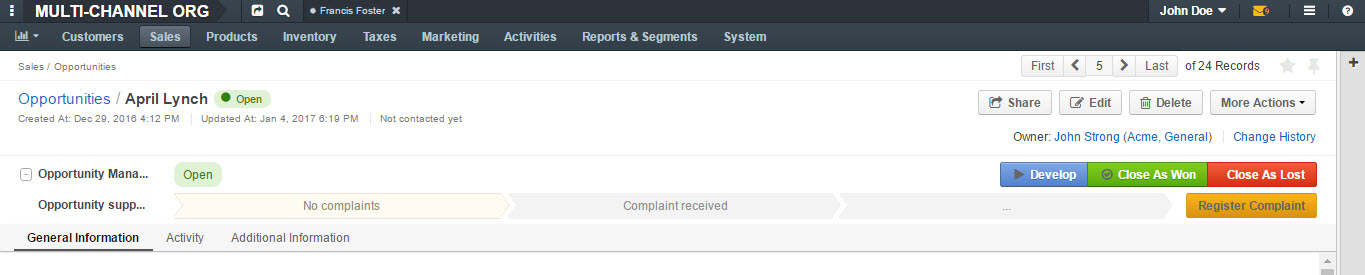 MULTI-CHANNEL ORG Francis Foster John Doe
Customers Sales Products Inventory Taxes Marketing Activities Reports & Segments System
Sales / Opportunities First 5 Last of 24 Records
Opportunities / April Lynch Open Share Edit Delete More Actions
Created At: Dec 29, 2016 4:12 PM Updated At: Jan 4, 2017 6:19 PM Not contacted yet
Owner: John Strong (Acme, General) Change History
Opportunity Mana... Open Develop Close As Won Close As Lost
Opportunity supp... No complaints Complaint received ... Register Complaint
General Information Activity Additional Information